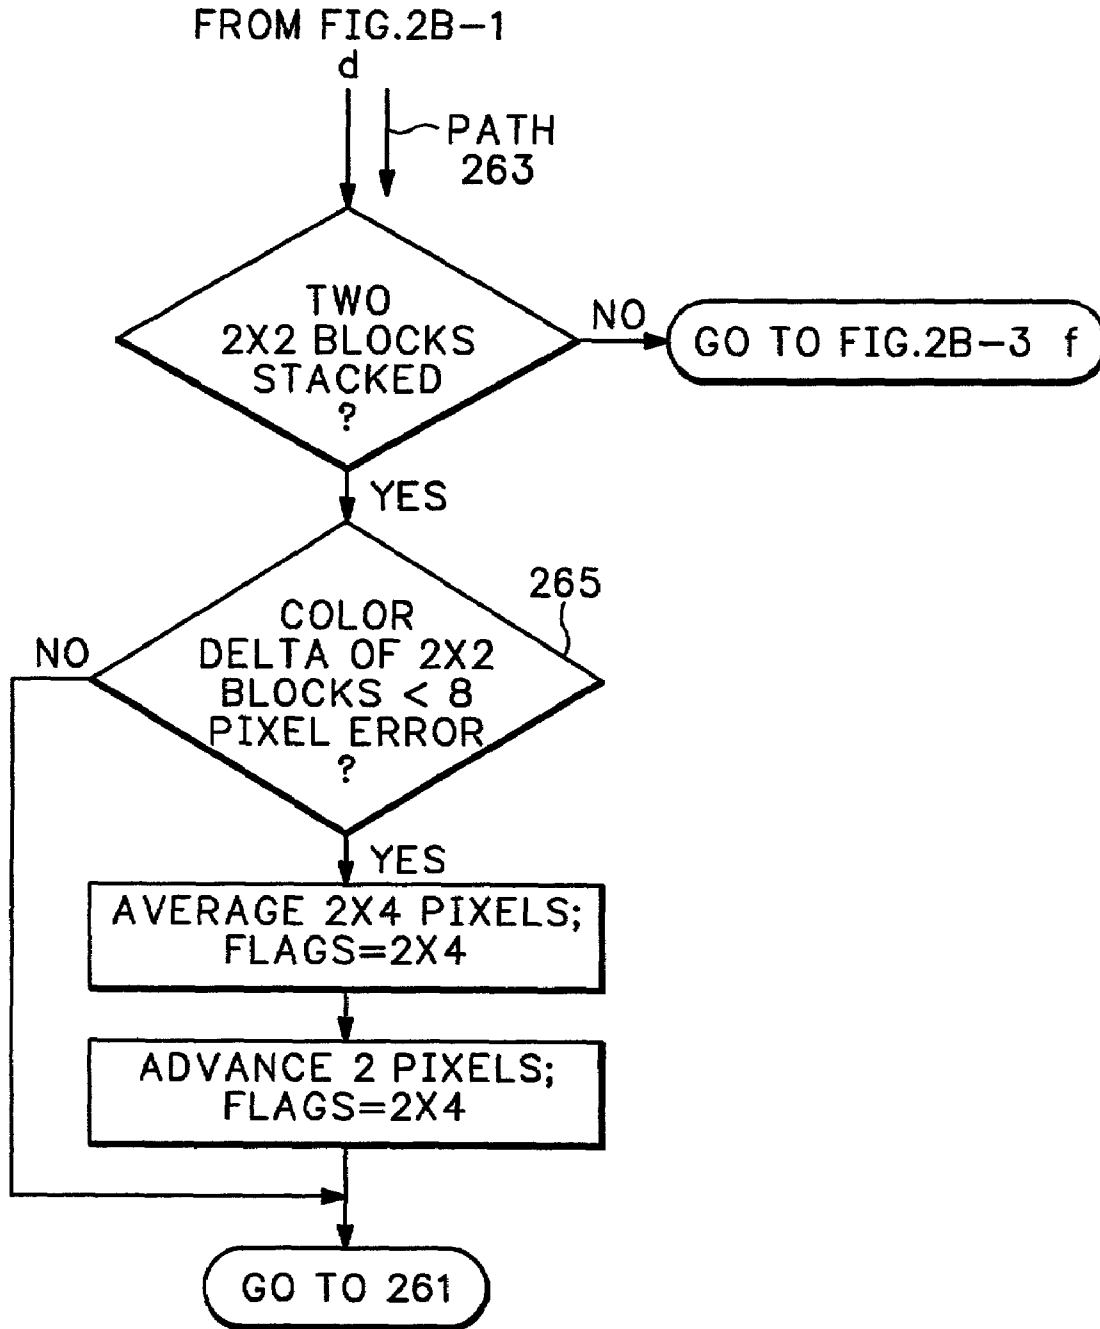 FROM FIG.2B-1
d
PATH
263
TWO
2X2 BLOCKS
STACKED
?
NO
GO TO FIG.2B-3 f
YES
265
COLOR
DELTA OF 2X2
BLOCKS < 8
PIXEL ERROR
?
NO
YES
AVERAGE 2X4 PIXELS;
FLAGS=2X4
ADVANCE 2 PIXELS;
FLAGS=2X4
GO TO 261